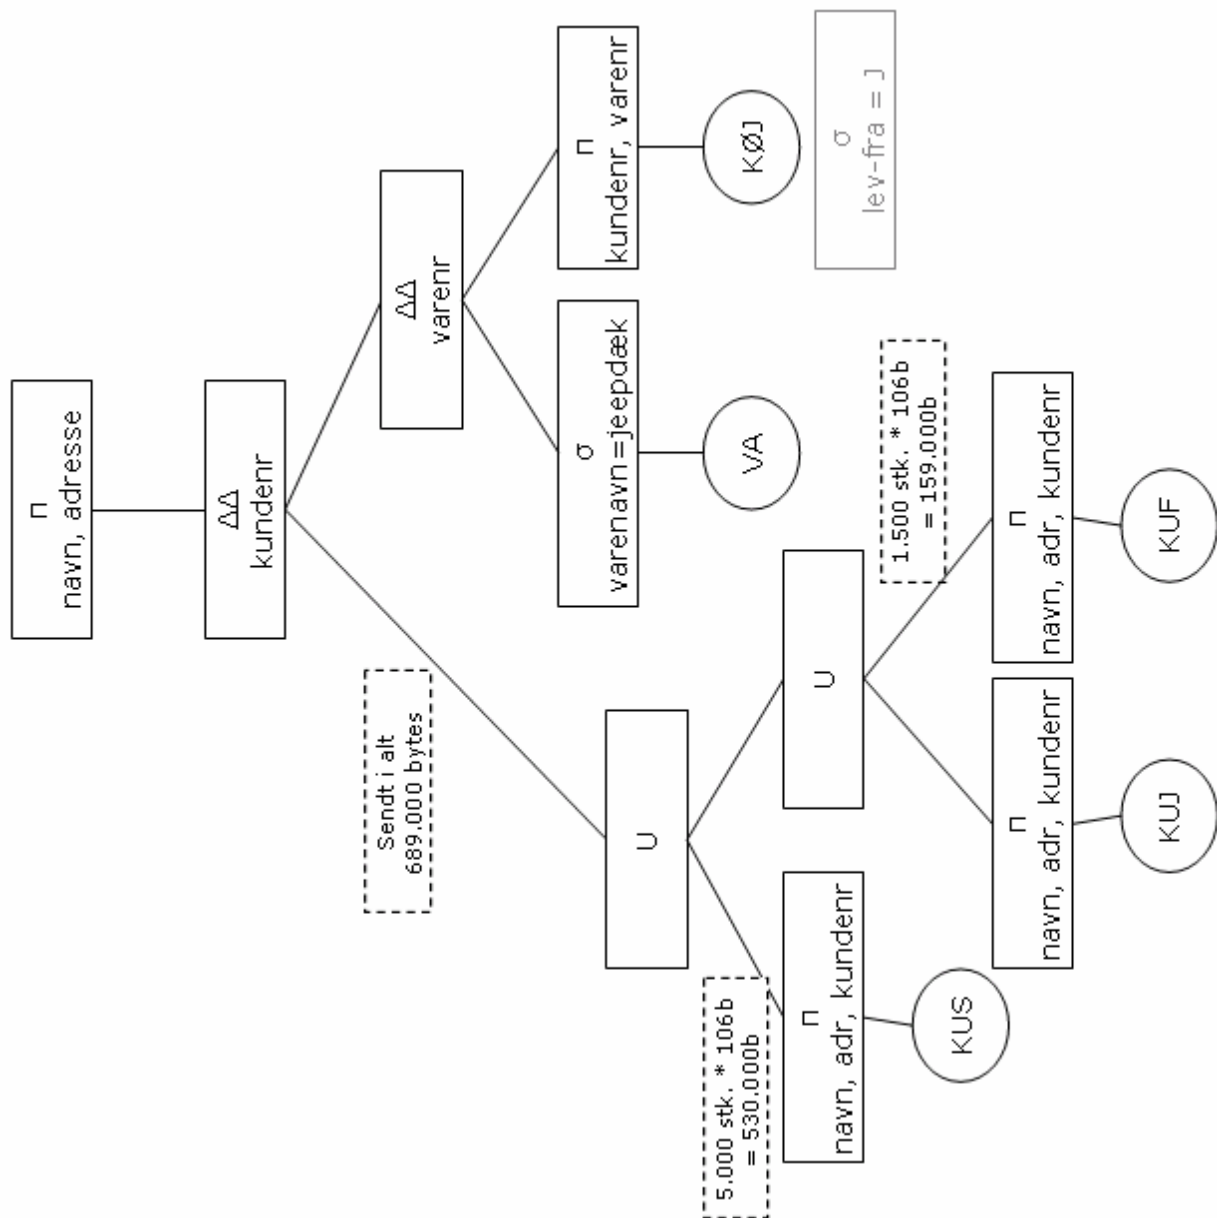 π
navn, adresse
ΔΔ
kundenr
Sendt i alt
689.000 bytes
ΔΔ
varenr
U
σ
varenavn=jeepdæk
π
kundenr, varenr
5.000 stk. * 106b
= 530.000b
π
navn, adr, kundenr
U
VA
KØJ
σ
lev-fra = J
1.500 stk. * 106b
= 159.000b
KUS
π
navn, adr, kundenr
π
navn, adr, kundenr
KUJ
KUF